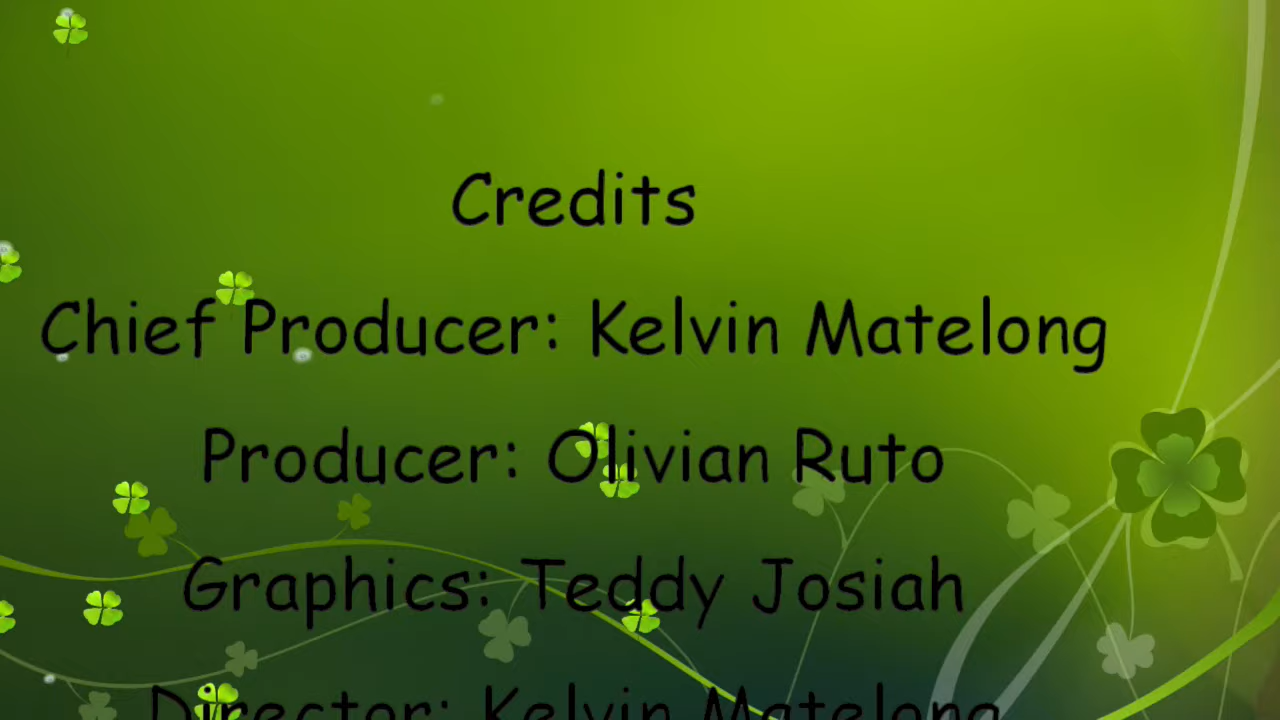 Credits
Chief Producer: Kelvin Matelong
Producer: Olivian Ruto
Graphics: Teddy Josiah
Director: Kelvin Matelong